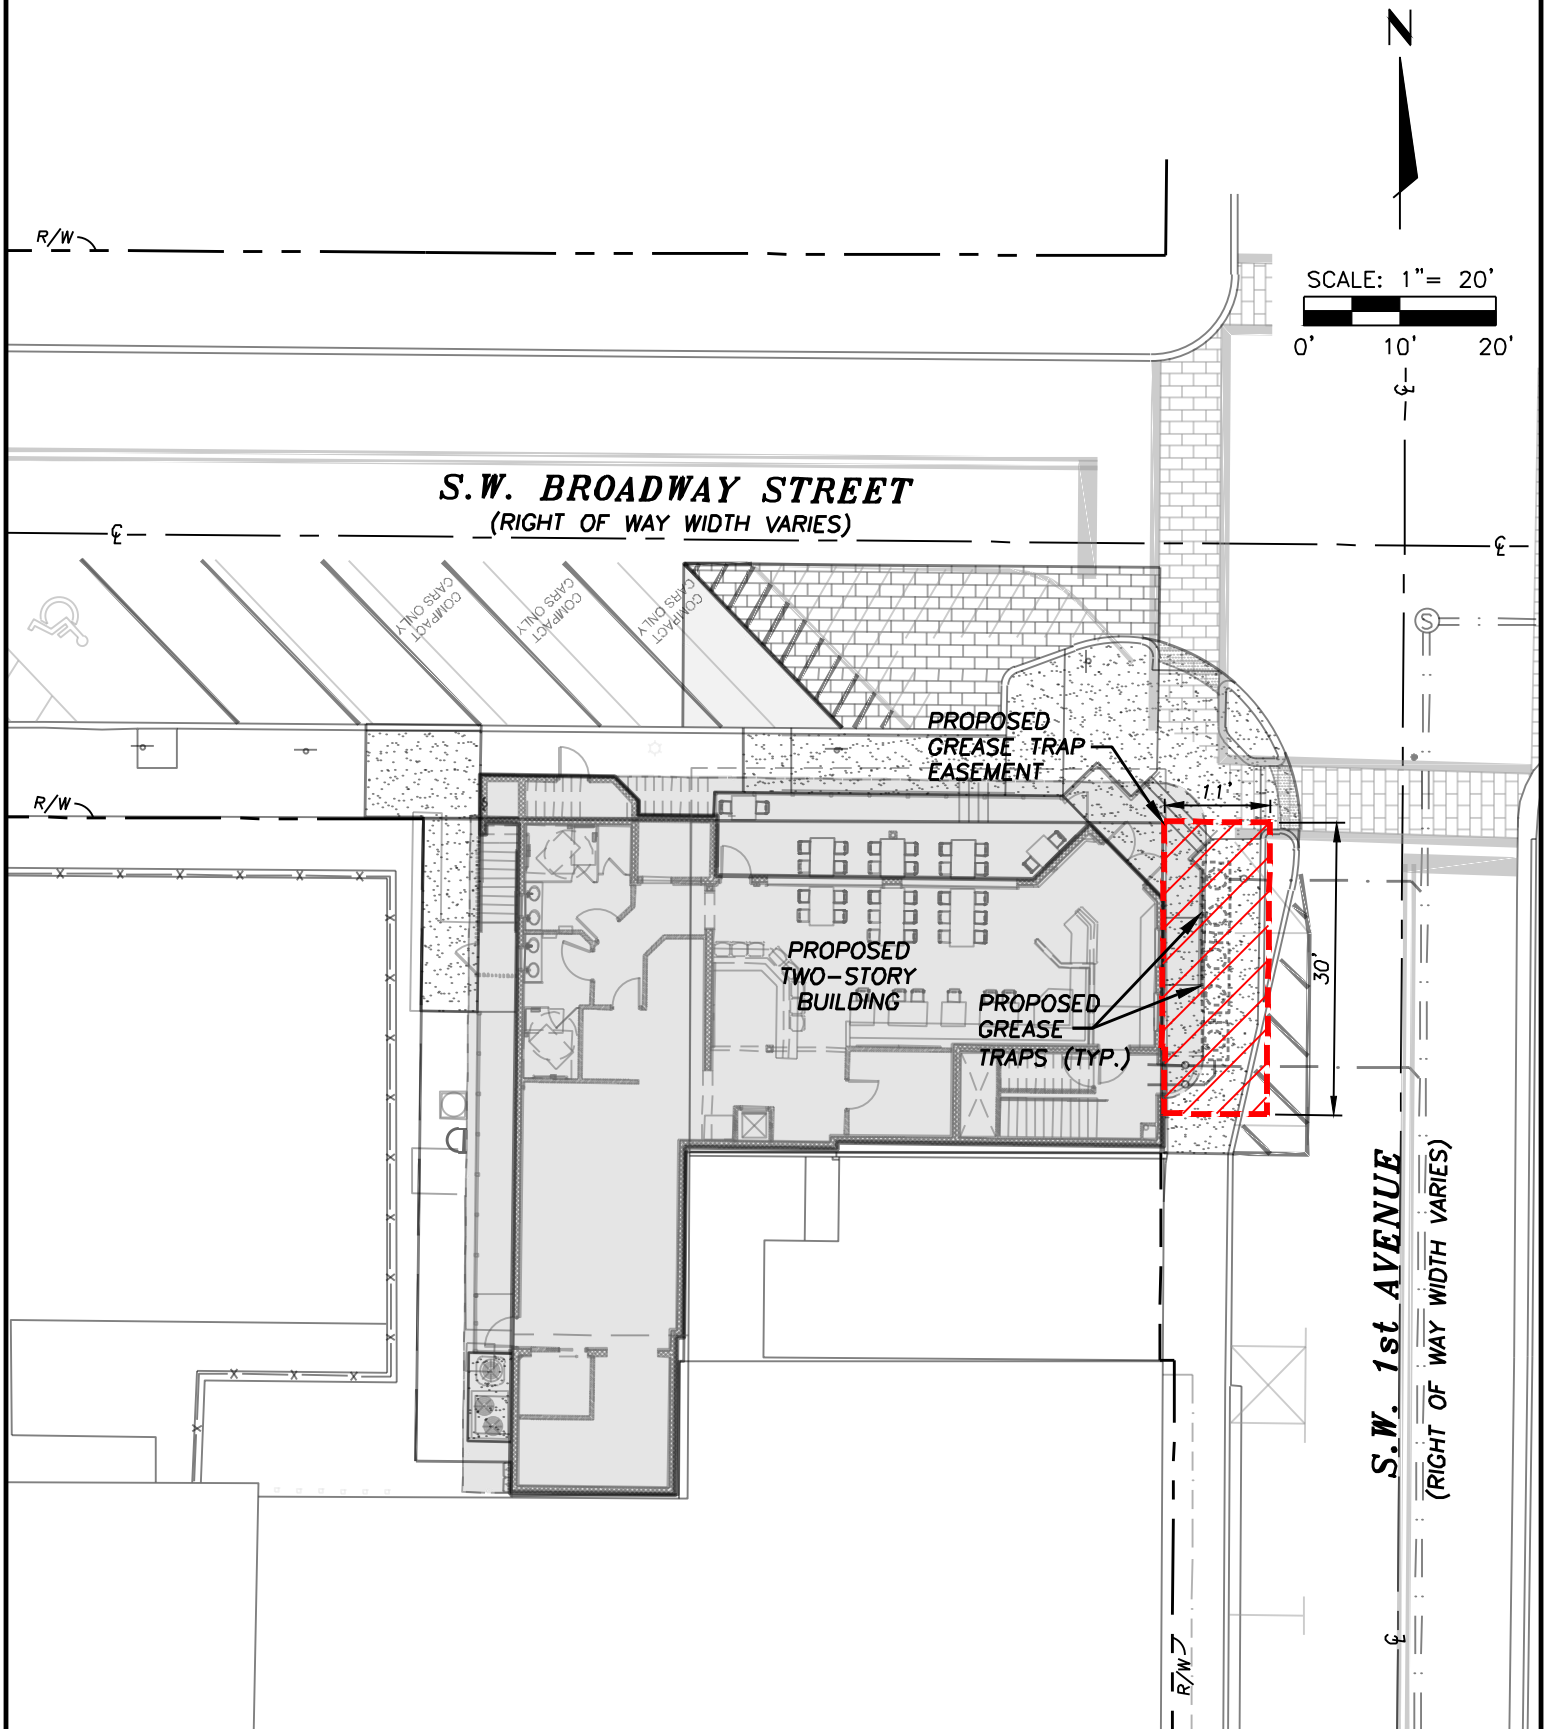 N
R/W
SCALE: 1"= 20'
0' 10' 20'
℄
S.W. BROADWAY STREET
(RIGHT OF WAY WIDTH VARIES)
℄
℄
COMPACT
CARS ONLY
COMPACT
CARS ONLY
COMPACT
CARS ONLY
S
PROPOSED
GREASE TRAP
EASEMENT
11'
R/W
30'
PROPOSED
TWO-STORY
BUILDING
PROPOSED
GREASE
TRAPS (TYP.)
S.W. 1st AVENUE
(RIGHT OF WAY WIDTH VARIES)
℄
R/W